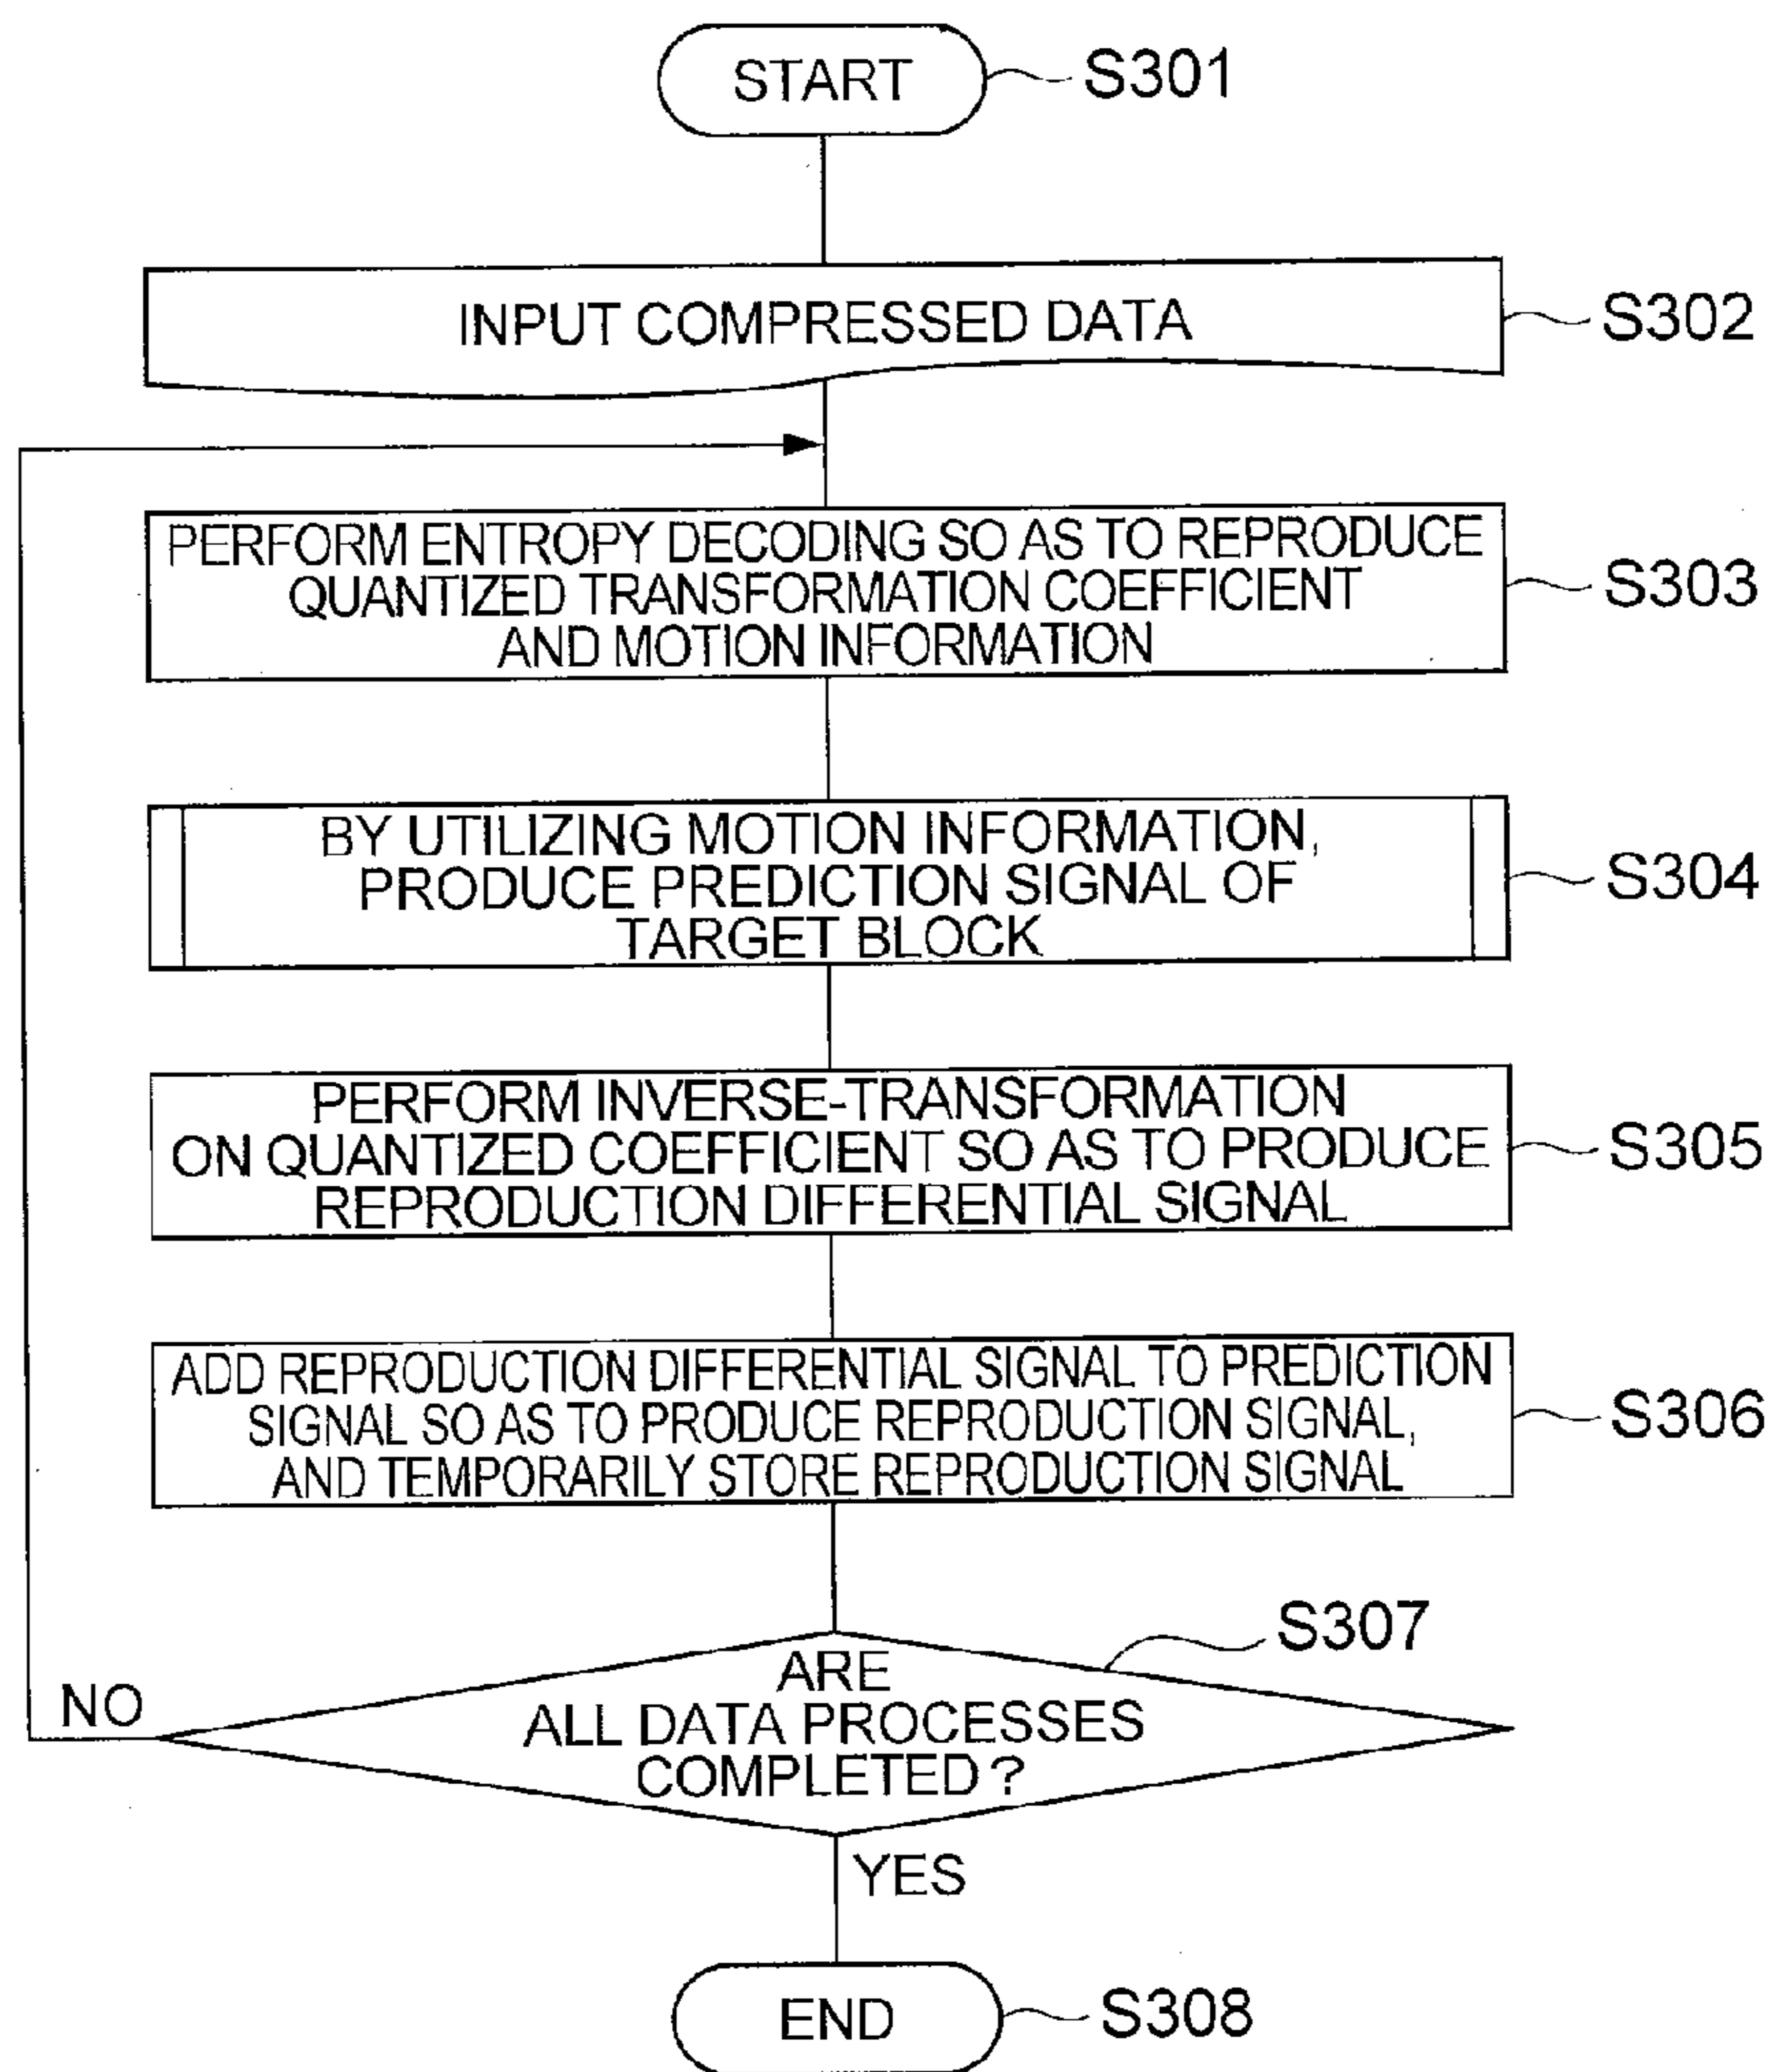 START
S301
INPUT COMPRESSED DATA
S302
PERFORM ENTROPY DECODING SO AS TO REPRODUCE
QUANTIZED TRANSFORMATION COEFFICIENT
AND MOTION INFORMATION
S303
BY UTILIZING MOTION INFORMATION,
PRODUCE PREDICTION SIGNAL OF
TARGET BLOCK
S304
PERFORM INVERSE-TRANSFORMATION
ON QUANTIZED COEFFICIENT SO AS TO PRODUCE
REPRODUCTION DIFFERENTIAL SIGNAL
S305
ADD REPRODUCTION DIFFERENTIAL SIGNAL TO PREDICTION
SIGNAL SO AS TO PRODUCE REPRODUCTION SIGNAL,
AND TEMPORARILY STORE REPRODUCTION SIGNAL
S306
S307
ARE
ALL DATA PROCESSES
COMPLETED ?
NO
YES
END
S308